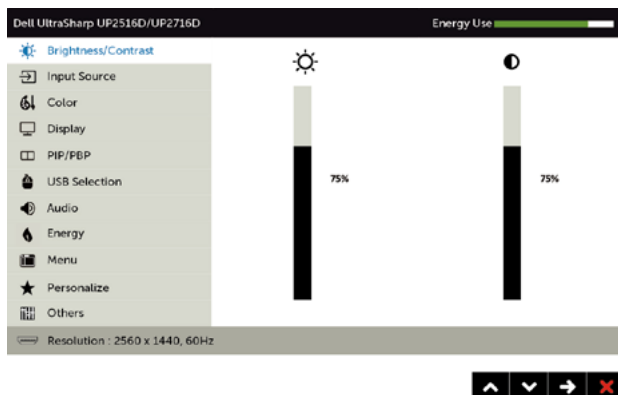 Dell UltraSharp UP2516D/UP2716D Energy Use
Brightness/Contrast
Input Source
Color
Display
PIP/PBP
USB Selection
Audio
Energy
Menu
Personalize
Others
75% 75%
Resolution : 2560 x 1440, 60Hz